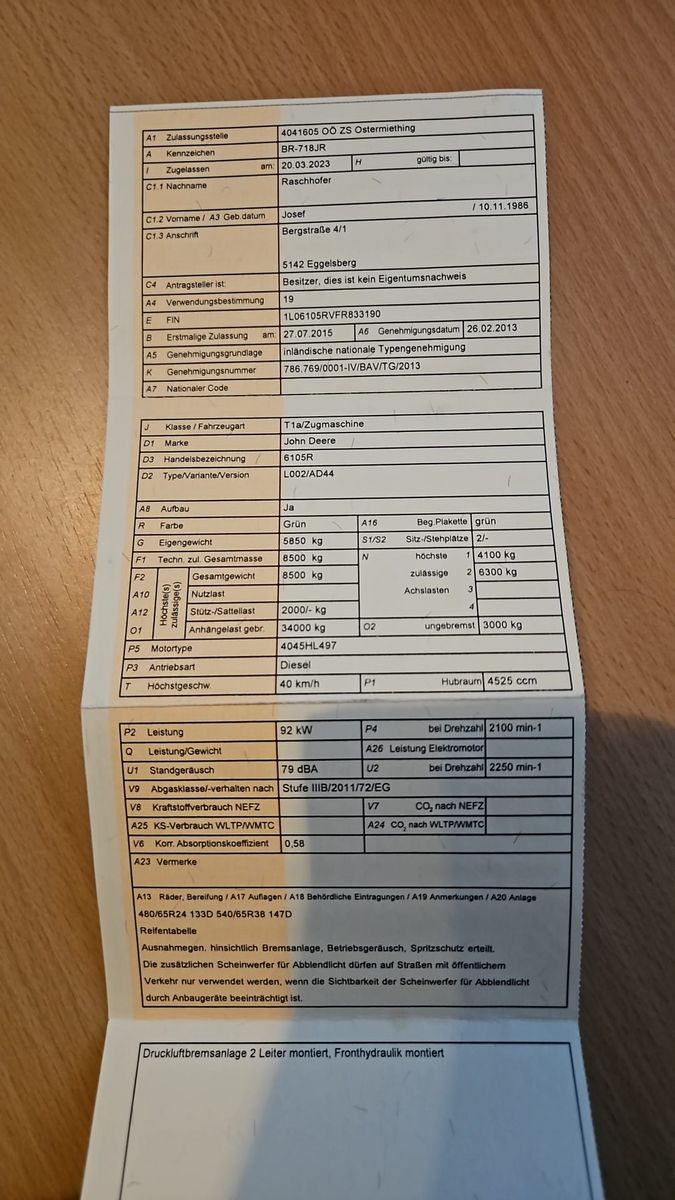 A1 Zulassungsstelle 4041605 OÖ ZS Ostermiething
A Kennzeichen BR-718JR
I Zugelassen am: 20.03.2023 H gültig bis:
C1.1 Nachname Raschhofer
C1.2 Vorname / A3 Geb.datum Josef / 10.11.1986
C1.3 Anschrift Bergstraße 4/1
5142 Eggelsberg
C4 Antragsteller ist: Besitzer, dies ist kein Eigentumsnachweis
A4 Verwendungsbestimmung 19
E FIN 1L06105RVFR833190
B Erstmalige Zulassung am: 27.07.2015 A6 Genehmigungsdatum 26.02.2013
A5 Genehmigungsgrundlage inländische nationale Typengenehmigung
K Genehmigungsnummer 786.769/0001-IV/BAV/TG/2013
A7 Nationaler Code
J Klasse / Fahrzeugart T1a/Zugmaschine
D1 Marke John Deere
D3 Handelsbezeichnung 6105R
D2 Type/Variante/Version L002/AD44
A8 Aufbau Ja
R Farbe Grün A16 Beg.Plakette grün
G Eigengewicht 5850 kg S1/S2 Sitz-/Stehplätze 2/-
F1 Techn. zul. Gesamtmasse 8500 kg N höchste 1 4100 kg
F2 Höchste(s) zulässige(s) Gesamtgewicht 8500 kg zulässige 2 6300 kg
A10 Nutzlast Achslasten 3
A12 Stütz-/Sattellast 2000/- kg 4
O1 Anhängelast gebr. 34000 kg O2 ungebremst 3000 kg
P5 Motortype 4045HL497
P3 Antriebsart Diesel
T Höchstgeschw. 40 km/h P1 Hubraum 4525 ccm
P2 Leistung 92 kW P4 bei Drehzahl 2100 min-1
Q Leistung/Gewicht A26 Leistung Elektromotor
U1 Standgeräusch 79 dBA U2 bei Drehzahl 2250 min-1
V9 Abgasklasse/-verhalten nach Stufe IIIB/2011/72/EG
V8 Kraftstoffverbrauch NEFZ V7 CO₂ nach NEFZ
A25 KS-Verbrauch WLTP/WMTC A24 CO₂ nach WLTP/WMTC
V6 Korr. Absorptionskoeffizient 0,58
A23 Vermerke
A13 Räder, Bereifung / A17 Auflagen / A18 Behördliche Eintragungen / A19 Anmerkungen / A20 Anlage
480/65R24 133D 540/65R38 147D
Reifentabelle
Ausnahmegen. hinsichtlich Bremsanlage, Betriebsgeräusch, Spritzschutz erteilt.
Die zusätzlichen Scheinwerfer für Abblendlicht dürfen auf Straßen mit öffentlichem
Verkehr nur verwendet werden, wenn die Sichtbarkeit der Scheinwerfer für Abblendlicht
durch Anbaugeräte beeinträchtigt ist.
Druckluftbremsanlage 2 Leiter montiert, Fronthydraulik montiert